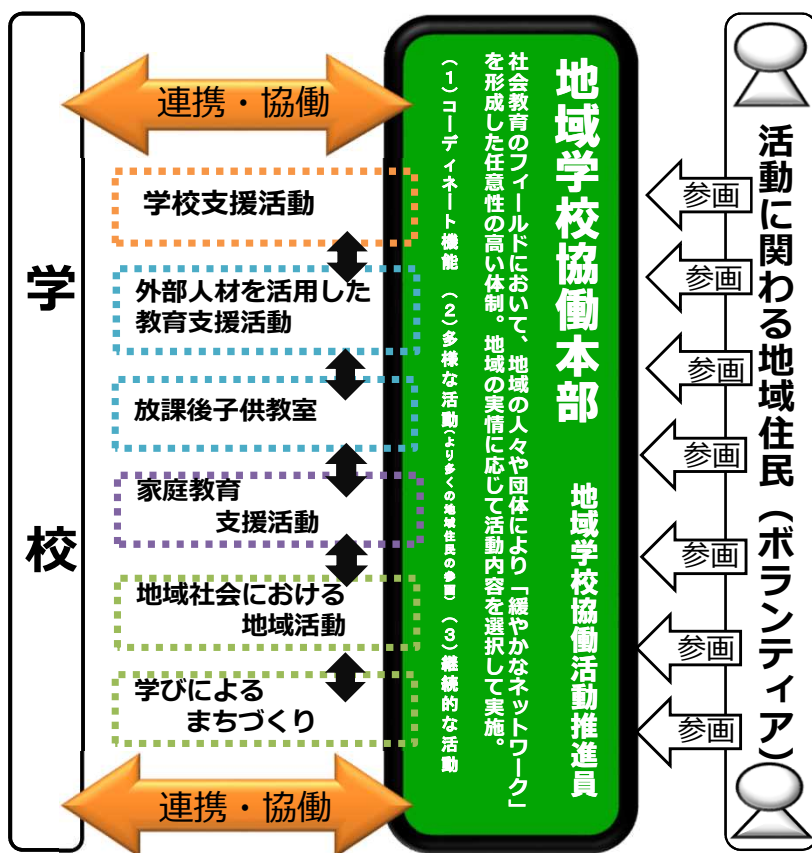 学校
連携・協働
学校支援活動
外部人材を活用した
教育支援活動
放課後子供教室
家庭教育
支援活動
地域社会における
地域活動
学びによる
まちづくり
連携・協働
地域学校協働本部 地域学校協働活動推進員
社会教育のフィールドにおいて、地域の人々や団体により「緩やかなネットワーク」
を形成した任意性の高い体制。地域の実情に応じて活動内容を選択して実施。
(1)コーディネート機能 (2)多様な活動(より多くの地域住民の参画) (3)継続的な活動
参画
参画
参画
参画
参画
参画
参画
活動に関わる地域住民(ボランティア)